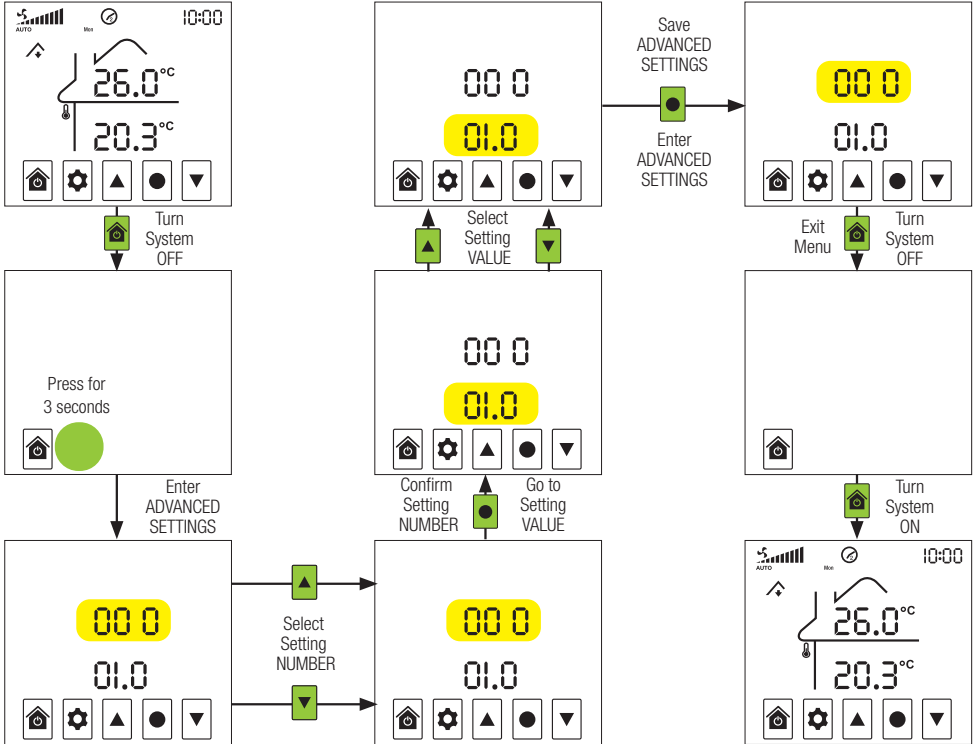 AUTO
Mon
10:00
26.0°C
20.3°C
Turn
System
OFF
Press for
3 seconds
Enter
ADVANCED
SETTINGS
00 0
01.0
Select
Setting
NUMBER
00 0
01.0
Confirm
Setting
NUMBER
Go to
Setting
VALUE
00 0
01.0
Select
Setting
VALUE
00 0
01.0
Save
ADVANCED
SETTINGS
Enter
ADVANCED
SETTINGS
00 0
01.0
Exit
Menu
Turn
System
OFF
Turn
System
ON
AUTO
Mon
10:00
26.0°C
20.3°C